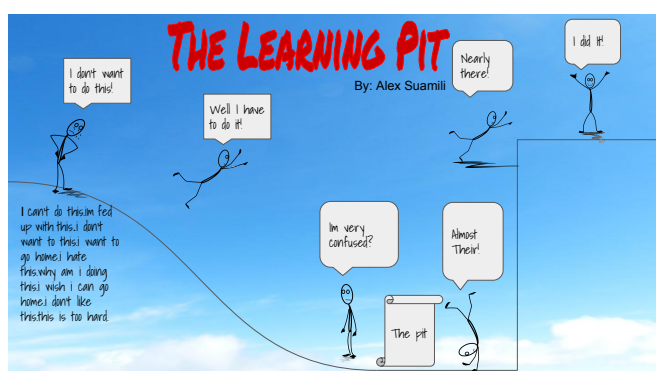 The Learning Pit
By: Alex Suamili
I don't want
to do this!
Well I have
to do it!
Nearly
there!
I did it!
I can't do this.im fed
up with this..i don't
want to this.i want to
go home.i hate
this.why am i doing
this.i wish i can go
home.i don't like
this.this is too hard.
Im very
confused?
Almost
Their!
The pit